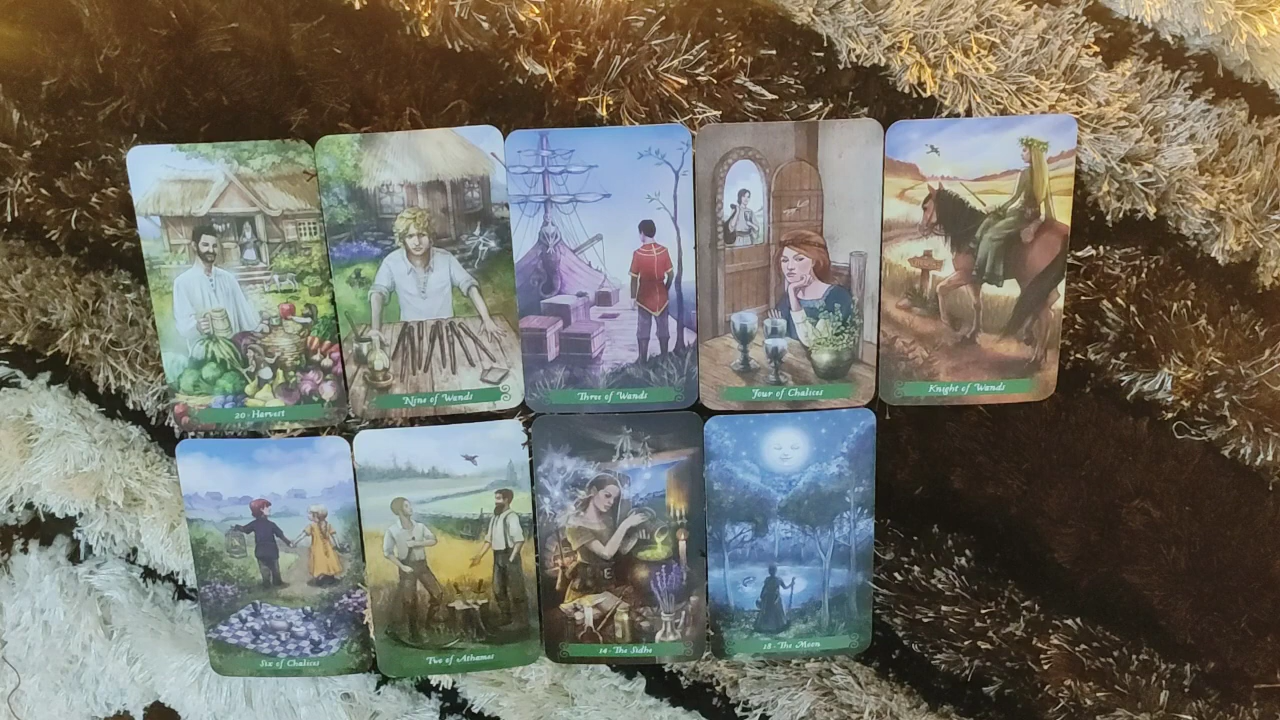 20 · Harvest
Nine of Wands
Three of Wands
Four of Chalices
Knight of Wands
Six of Chalices
Two of Athames
14 · The Sidhe
18 · The Moon